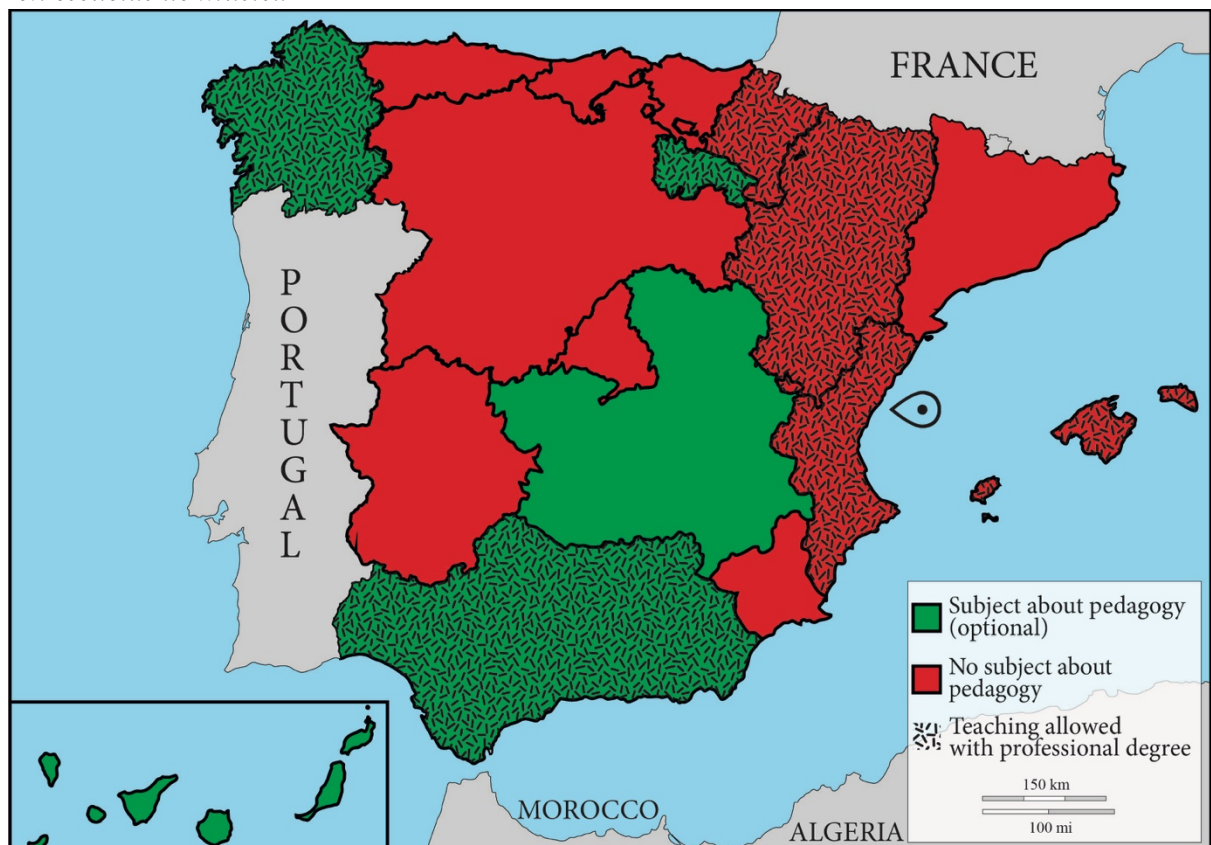 FRANCE
PORTUGAL
Subject about pedagogy
(optional)
No subject about
pedagogy
Teaching allowed
with professional degree
150 km
100 mi
MOROCCO
ALGERIA